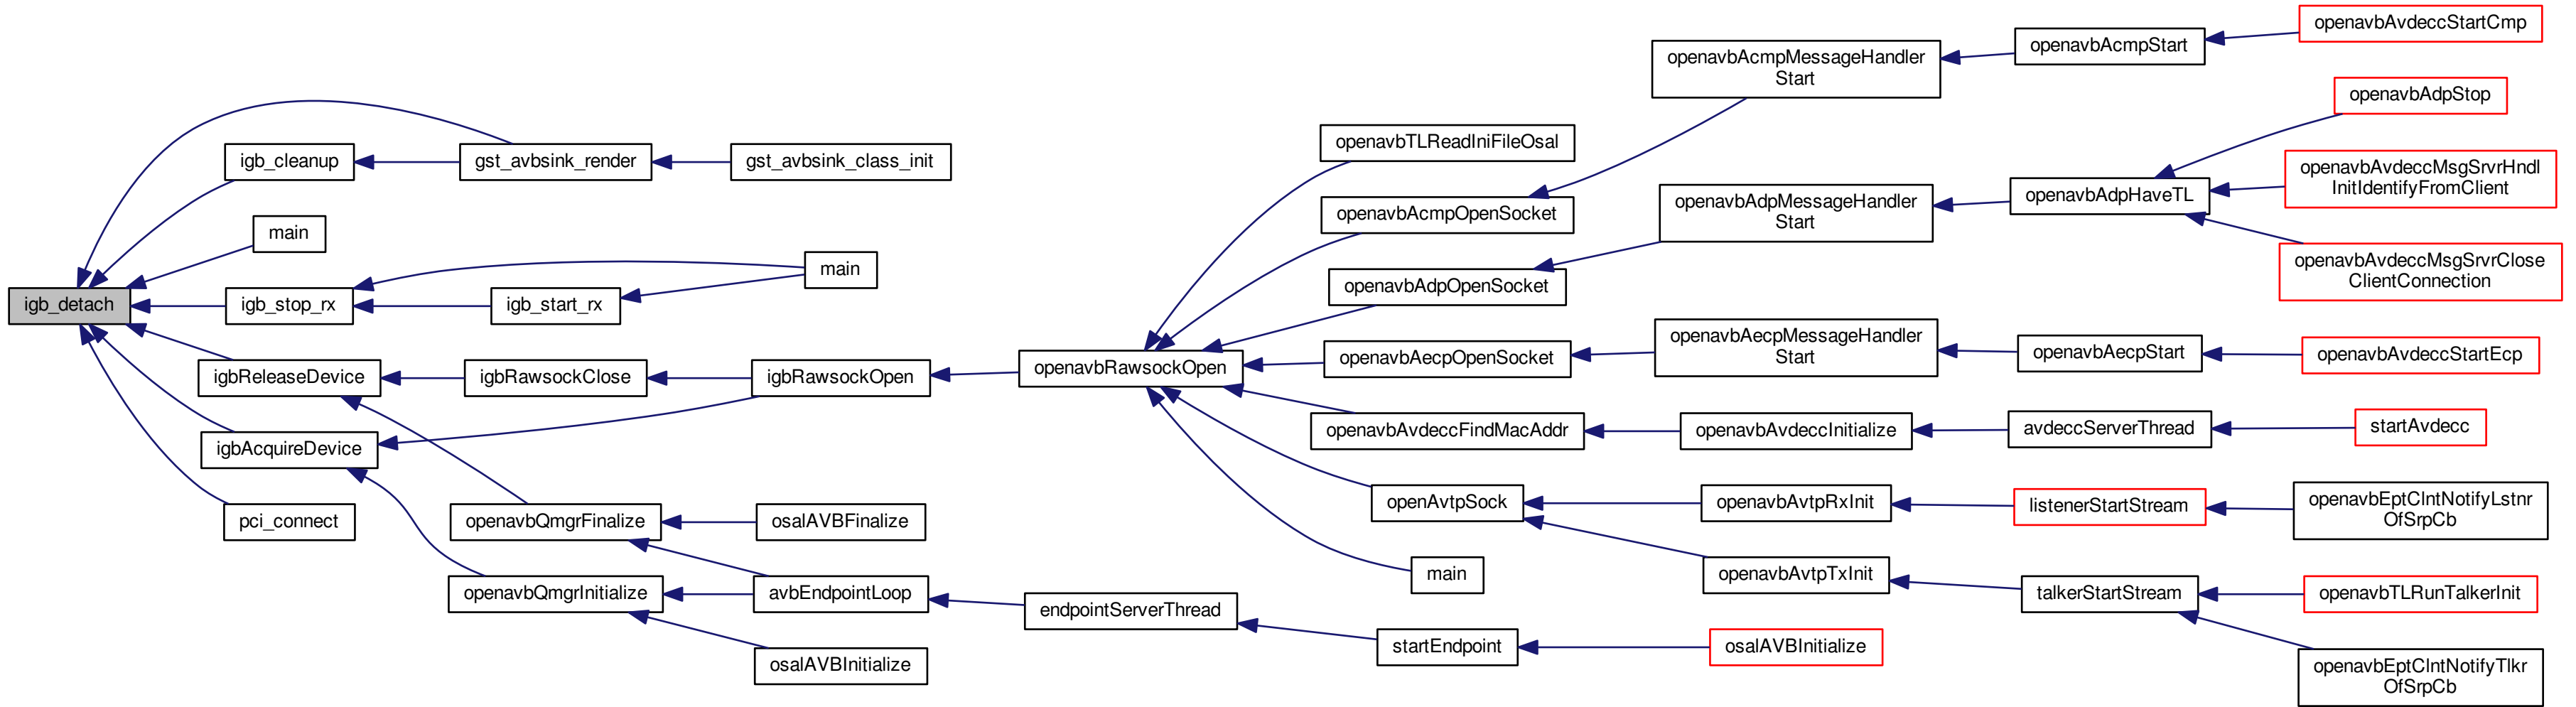 igb_detach
igb_cleanup
gst_avbsink_render
gst_avbsink_class_init
main
igb_stop_rx
igb_start_rx
main
igbReleaseDevice
igbRawsockClose
igbRawsockOpen
igbAcquireDevice
pci_connect
openavbQmgrFinalize
osalAVBFinalize
openavbQmgrInitialize
avbEndpointLoop
osalAVBInitialize
openavbRawsockOpen
endpointServerThread
openavbTLReadIniFileOsal
openavbAcmpOpenSocket
openavbAdpOpenSocket
openavbAecpOpenSocket
openavbAvdeccFindMacAddr
openAvtpSock
main
startEndpoint
openavbAcmpMessageHandler
Start
openavbAdpMessageHandler
Start
openavbAecpMessageHandler
Start
openavbAvdeccInitialize
openavbAvtpRxInit
openavbAvtpTxInit
osalAVBInitialize
openavbAcmpStart
openavbAdpHaveTL
openavbAecpStart
avdeccServerThread
listenerStartStream
talkerStartStream
openavbAvdeccStartCmp
openavbAdpStop
openavbAvdeccMsgSrvrHndl
InitIdentifyFromClient
openavbAvdeccMsgSrvrClose
ClientConnection
openavbAvdeccStartEcp
startAvdecc
openavbEptClntNotifyLstnr
OfSrpCb
openavbTLRunTalkerInit
openavbEptClntNotifyTlkr
OfSrpCb